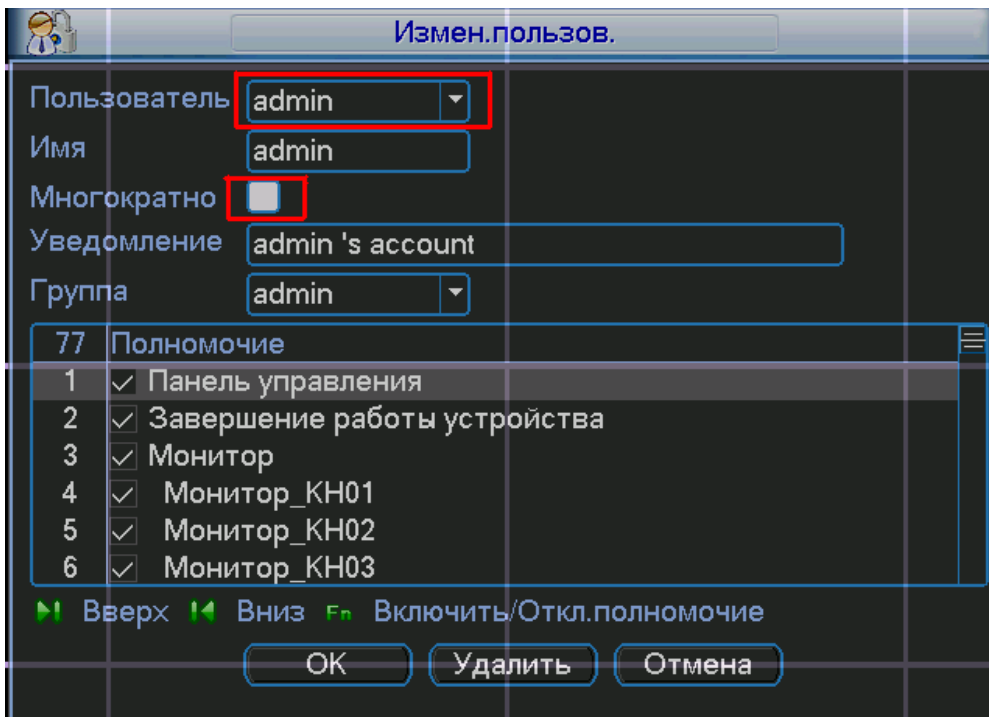 Измен.пользов.
Пользователь admin
Имя admin
Многократно
Уведомление admin 's account
Группа admin
77 Полномочие
1 Панель управления
2 Завершение работы устройства
3 Монитор
4 Монитор_КН01
5 Монитор_КН02
6 Монитор_КН03
Вверх Вниз Fn Включить/Откл.полномочие
OK Удалить Отмена